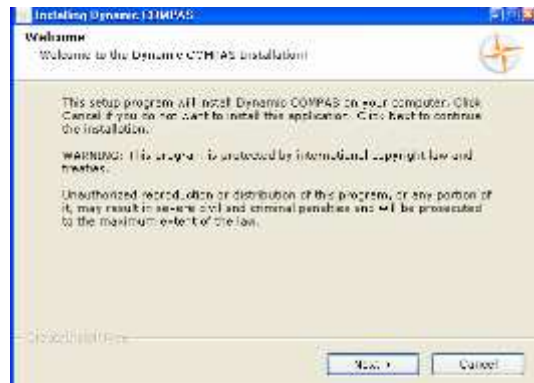 Installing Dynamic COMPAS
Welcome
Welcome to the Dynamic COMPAS Installation!
This setup program will install Dynamic COMPAS on your computer. Click
Cancel if you do not want to install this application. Click Next to continue
the installation.
WARNING: This program is protected by international copyright law and
treaties.
Unauthorized reproduction or distribution of this program, or any portion of
it, may result in severe civil and criminal penalties and will be prosecuted
to the maximum extent of the law.
Next >
Cancel